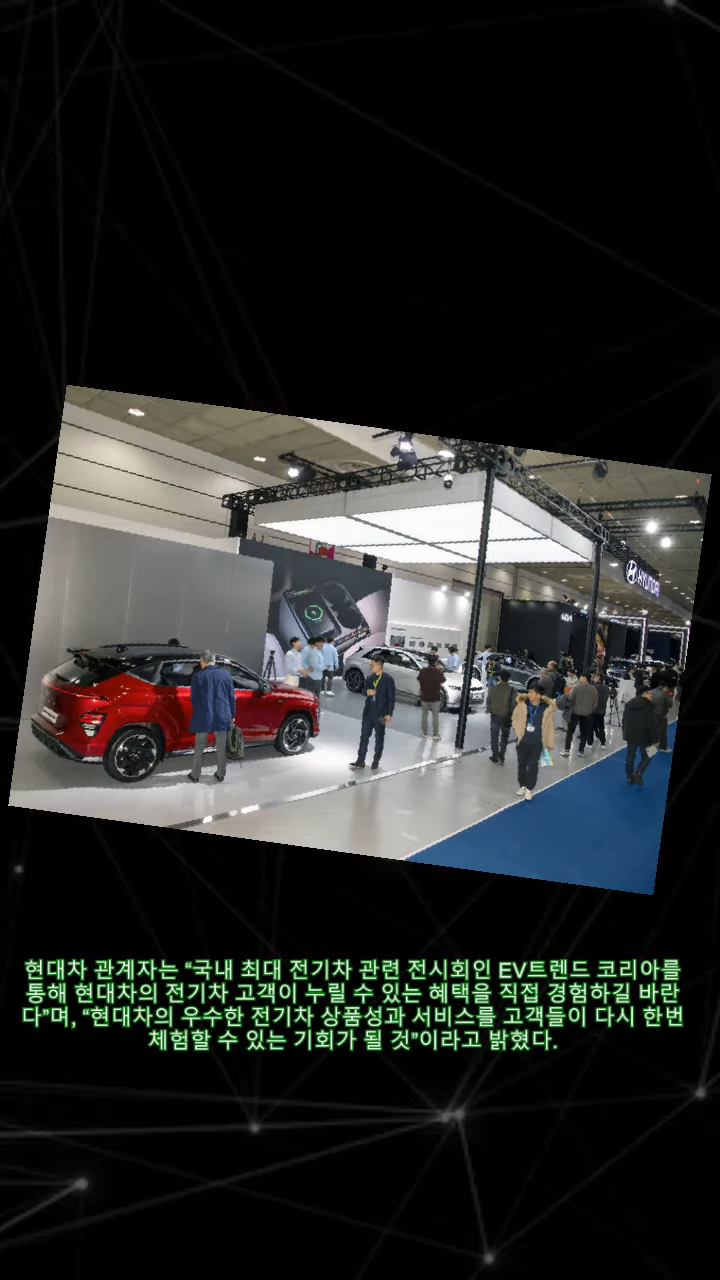 HYUNDAI
현대차 관계자는 “국내 최대 전기차 관련 전시회인 EV트렌드 코리아를
통해 현대차의 전기차 고객이 누릴 수 있는 혜택을 직접 경험하길 바란
다”며, “현대차의 우수한 전기차 상품성과 서비스를 고객들이 다시 한번
체험할 수 있는 기회가 될 것”이라고 밝혔다.